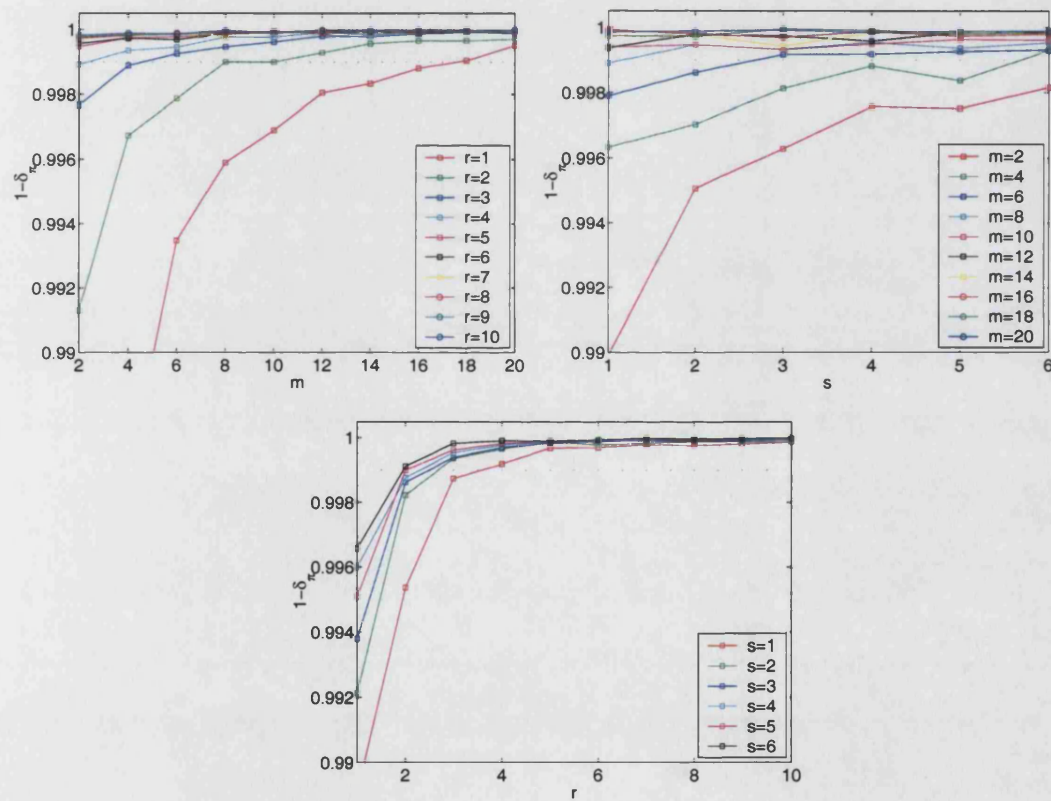 1
0.998
0.996
0.994
0.992
0.99
1−δπ
2 4 6 8 10 12 14 16 18 20
m
r=1
r=2
r=3
r=4
r=5
r=6
r=7
r=8
r=9
r=10
1
0.998
0.996
0.994
0.992
0.99
1−δπ
1 2 3 4 5 6
s
m=2
m=4
m=6
m=8
m=10
m=12
m=14
m=16
m=18
m=20
1
0.998
0.996
0.994
0.992
0.99
1−δπ
2 4 6 8 10
r
s=1
s=2
s=3
s=4
s=5
s=6